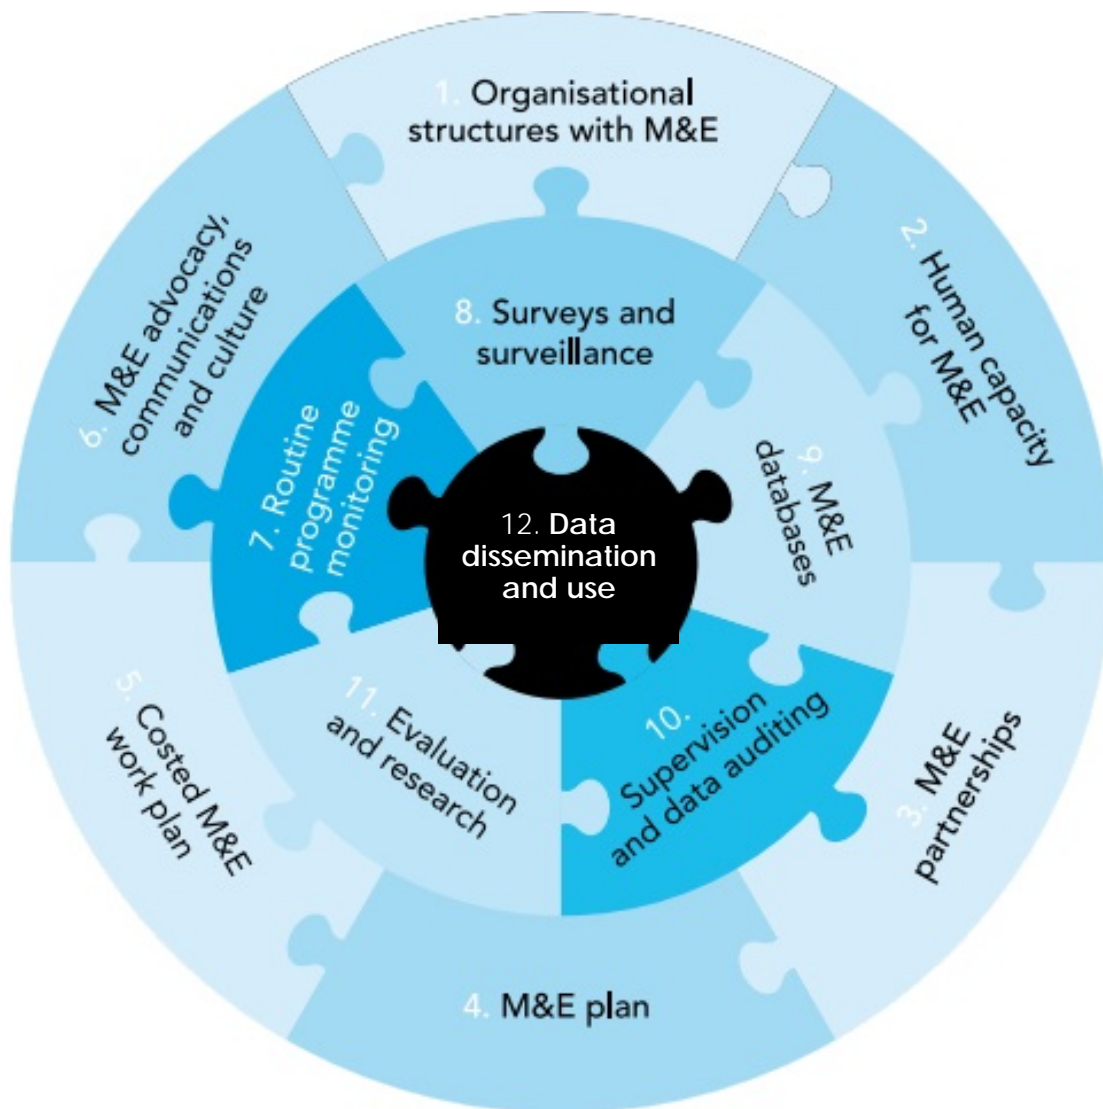 1. Organisational
structures with M&E
2. Human capacity
for M&E
3. M&E
partnerships
4. M&E plan
5. Costed M&E
work plan
6. M&E advocacy,
communications
and culture
7. Routine
programme
monitoring
8. Surveys and
surveillance
9. M&E
databases
10.
Supervision
and data auditing
11. Evaluation
and research
12. Data
dissemination
and use